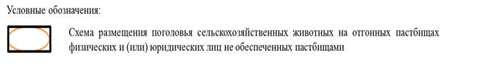 Условные обозначения:
Схема размещения поголовья сельскохозяйственных животных на отгонных пастбищах
физических и (или) юридических лиц не обеспеченных пастбищами